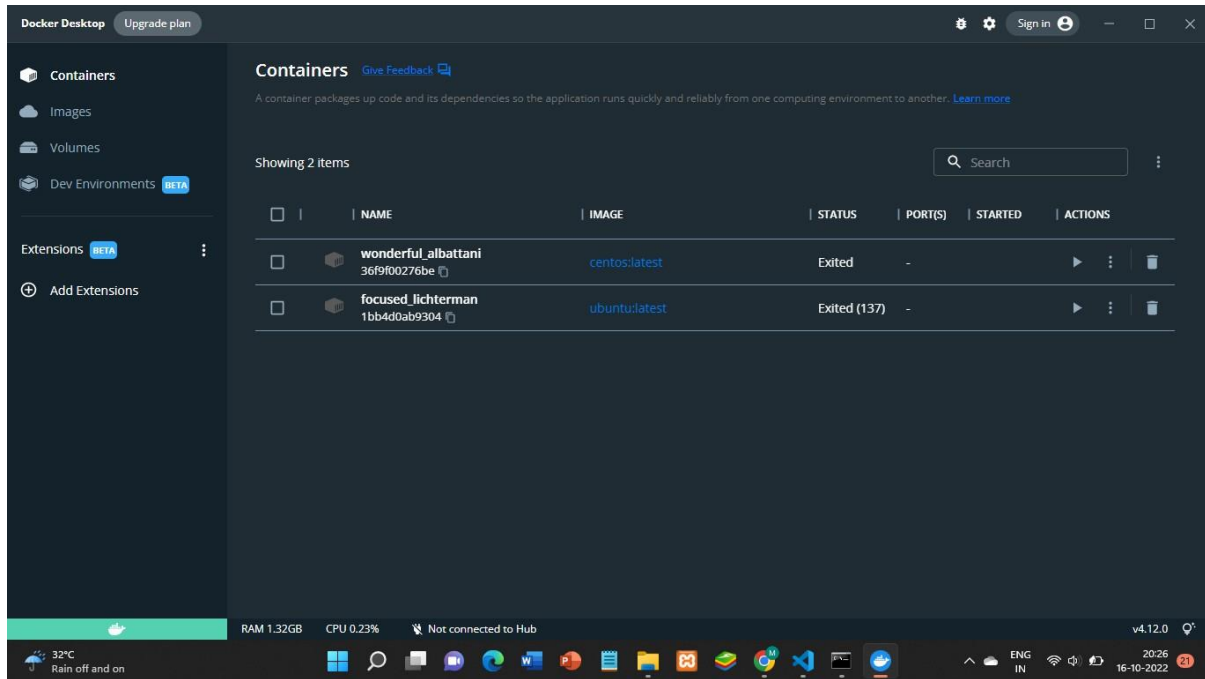 Docker Desktop Upgrade plan Sign in
Containers
Images
Volumes
Dev Environments BETA
Extensions BETA
Add Extensions
Containers Give Feedback
A container packages up code and its dependencies so the application runs quickly and reliably from one computing environment to another. Learn more
Showing 2 items Search
NAME IMAGE STATUS PORT(S) STARTED ACTIONS
wonderful_albattani centos:latest Exited -
36f9f00276be
focused_lichterman ubuntu:latest Exited (137) -
1bb4d0ab9304
RAM 1.32GB CPU 0.23% Not connected to Hub v4.12.0
32°C ENG 20:26
Rain off and on IN 16-10-2022 21